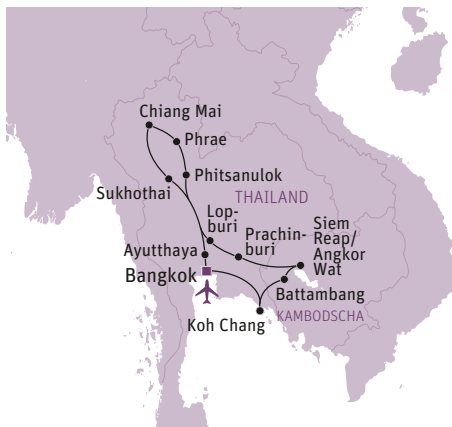 Chiang Mai
Phrae
Phitsanulok
Sukhothai
THAILAND
Lop-
buri
Prachin-
buri
Siem
Reap/
Angkor
Wat
Ayutthaya
Bangkok
Battambang
Koh Chang
KAMBODSCHA